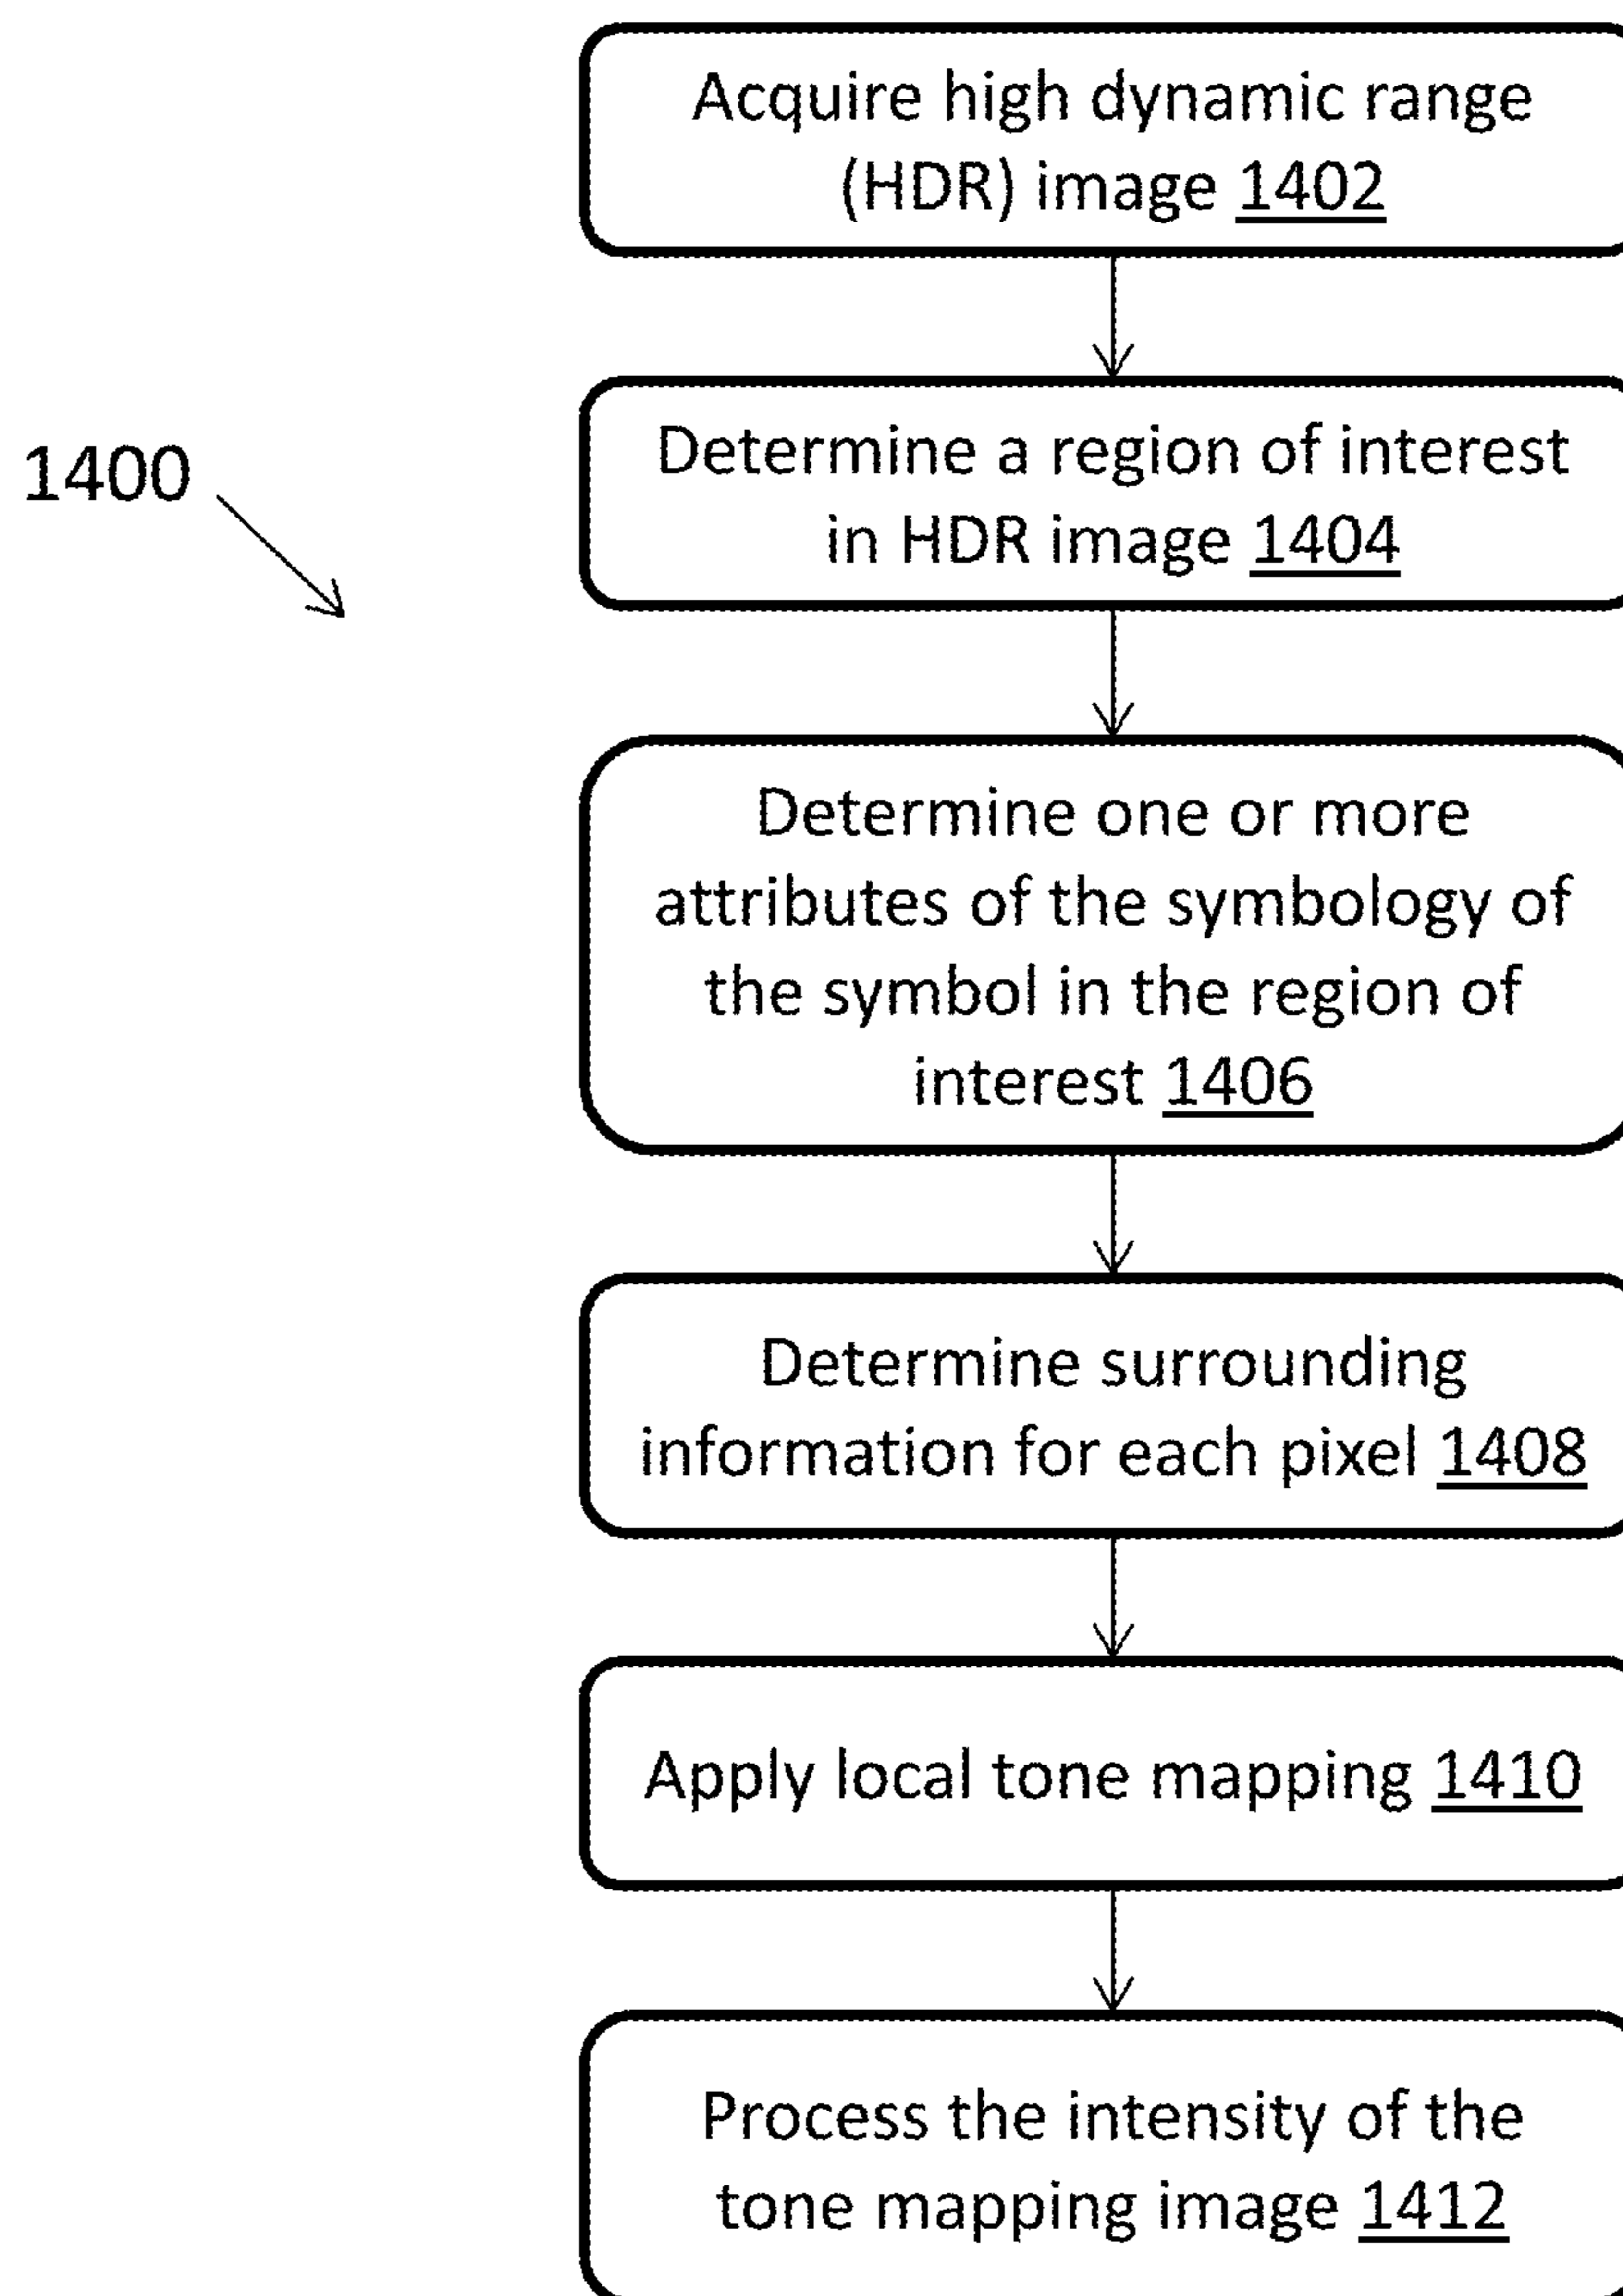 Acquire high dynamic range
(HDR) image 1402
1400
Determine a region of interest
in HDR image 1404
Determine one or more
attributes of the symbology of
the symbol in the region of
interest 1406
Determine surrounding
information for each pixel 1408
Apply local tone mapping 1410
Process the intensity of the
tone mapping image 1412